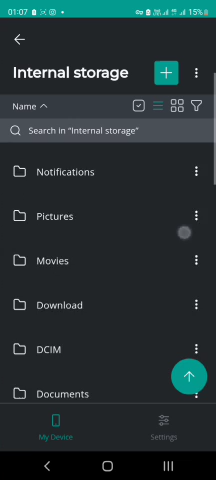 01:07 15%
Internal storage
Name
Search in "Internal storage"
Notifications
Pictures
Movies
Download
DCIM
Documents
My Device Settings